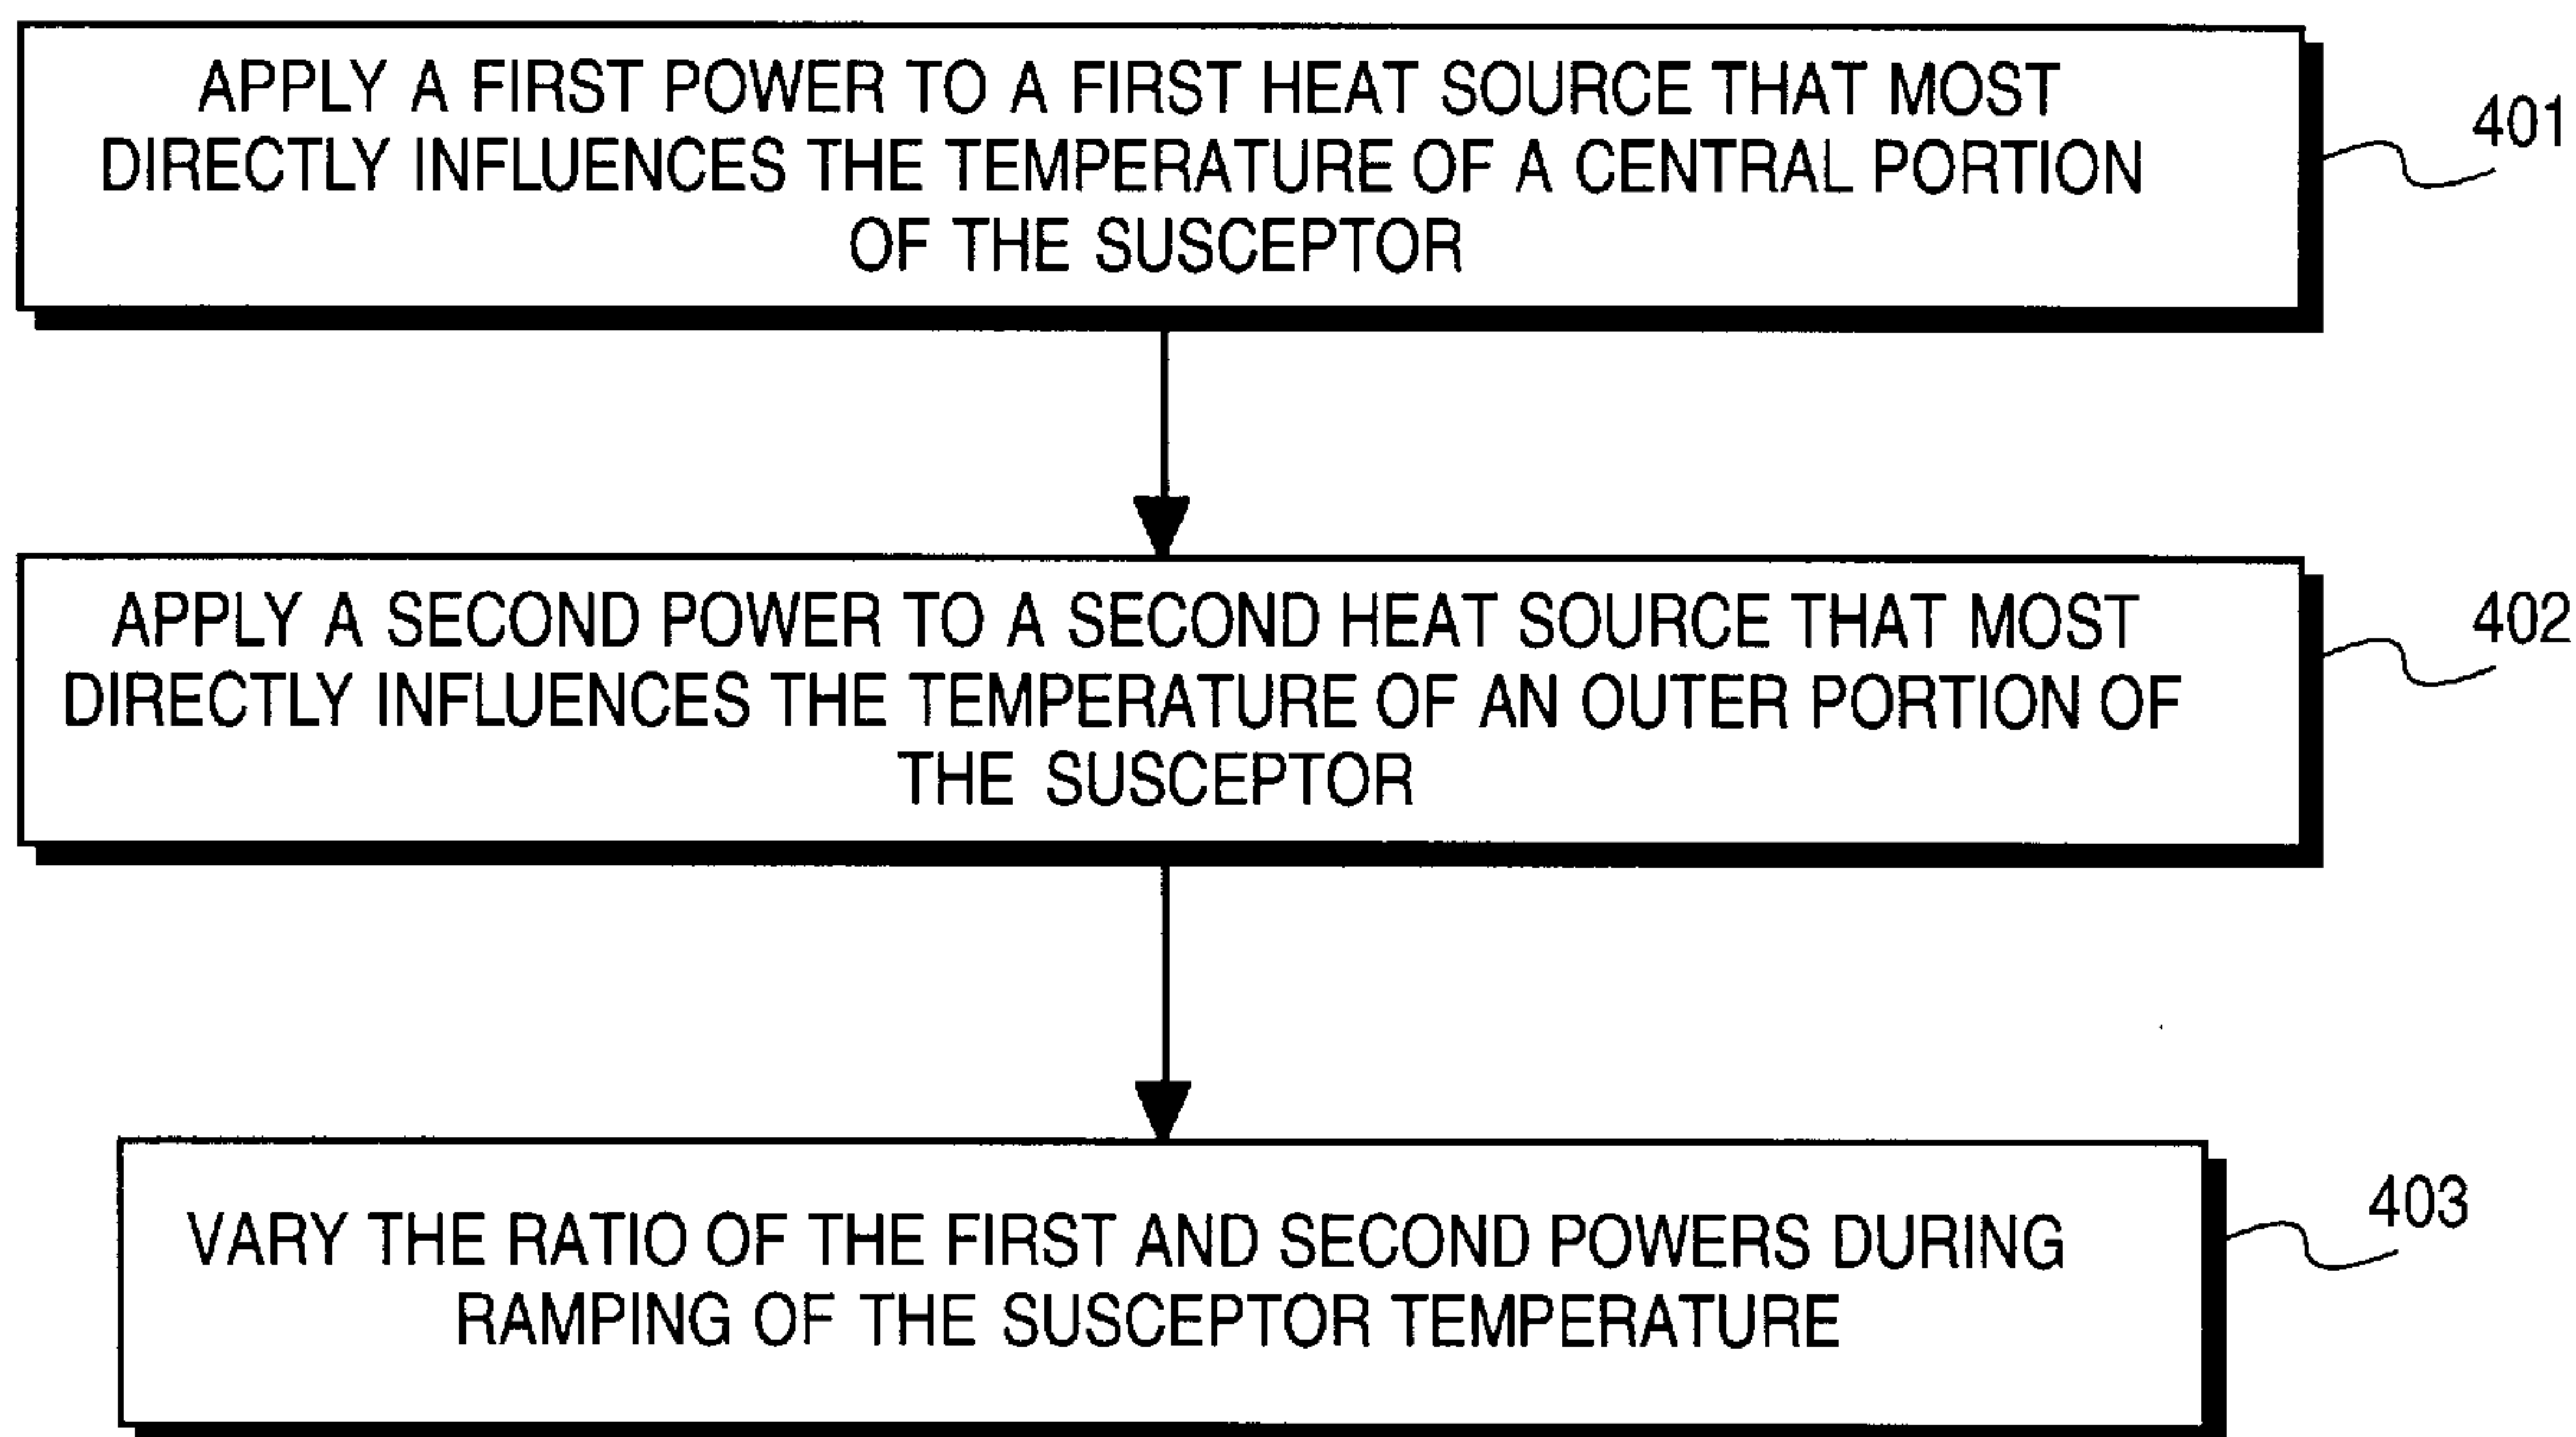 APPLY A FIRST POWER TO A FIRST HEAT SOURCE THAT MOST
DIRECTLY INFLUENCES THE TEMPERATURE OF A CENTRAL PORTION
OF THE SUSCEPTOR
401
APPLY A SECOND POWER TO A SECOND HEAT SOURCE THAT MOST
DIRECTLY INFLUENCES THE TEMPERATURE OF AN OUTER PORTION OF
THE SUSCEPTOR
402
VARY THE RATIO OF THE FIRST AND SECOND POWERS DURING
RAMPING OF THE SUSCEPTOR TEMPERATURE
403